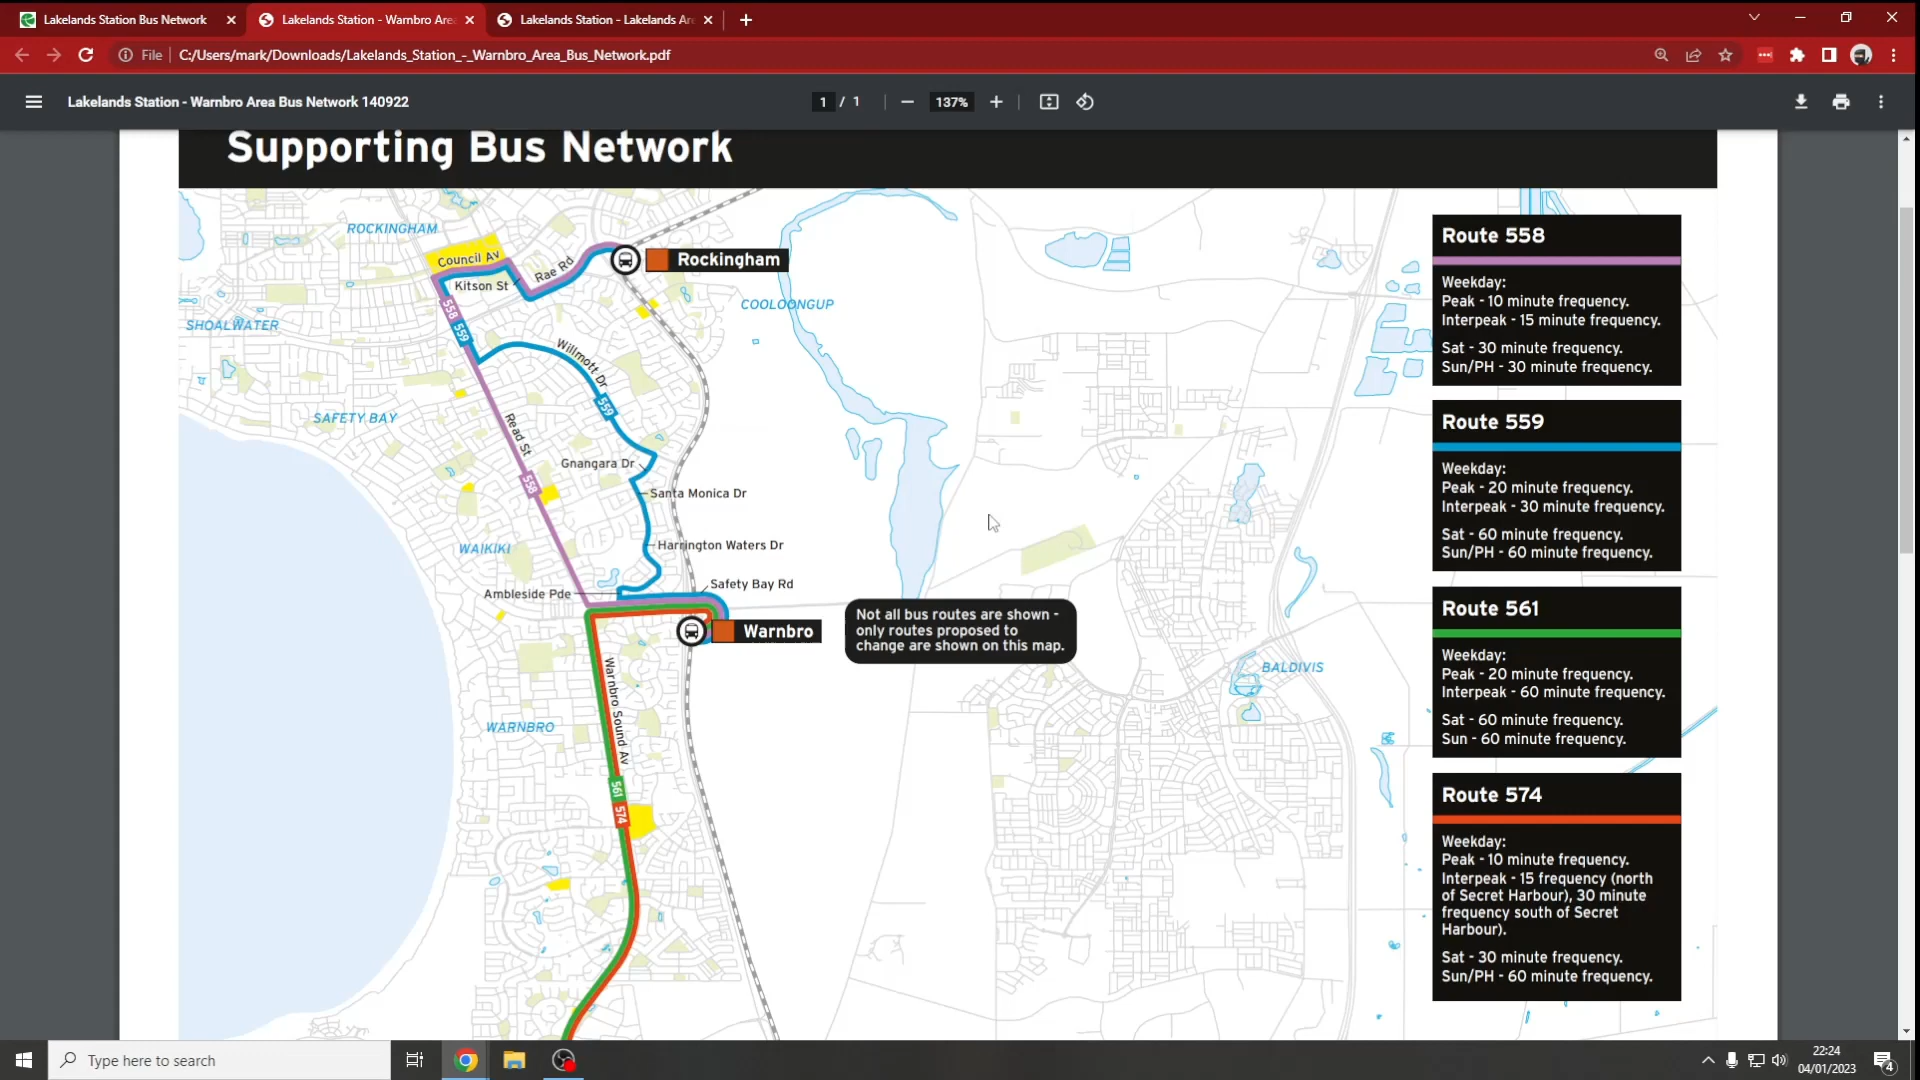 Lakelands Station Bus Network
Lakelands Station - Warnbro Are
Lakelands Station - Lakelands Are
File
C:/Users/mark/Downloads/Lakelands_Station_-_Warnbro_Area_Bus_Network.pdf
Lakelands Station - Warnbro Area Bus Network 140922
1 / 1
137%
Supporting Bus Network
ROCKINGHAM
Council Av
Kitson St
Rae Rd
Rockingham
558
559
COOLOONGUP
SHOALWATER
Willmott Dr
559
SAFETY BAY
Read St
Gnangara Dr
558
Santa Monica Dr
WAIKIKI
Harrington Waters Dr
Safety Bay Rd
Ambleside Pde
Warnbro
Not all bus routes are shown -
only routes proposed to
change are shown on this map.
BALDIVIS
Warnbro Sound Av
WARNBRO
561
574
Route 558
Weekday:
Peak - 10 minute frequency.
Interpeak - 15 minute frequency.
Sat - 30 minute frequency.
Sun/PH - 30 minute frequency.
Route 559
Weekday:
Peak - 20 minute frequency.
Interpeak - 30 minute frequency.
Sat - 60 minute frequency.
Sun/PH - 60 minute frequency.
Route 561
Weekday:
Peak - 20 minute frequency.
Interpeak - 60 minute frequency.
Sat - 60 minute frequency.
Sun - 60 minute frequency.
Route 574
Weekday:
Peak - 10 minute frequency.
Interpeak - 15 frequency (north
of Secret Harbour), 30 minute
frequency south of Secret
Harbour).
Sat - 30 minute frequency.
Sun/PH - 60 minute frequency.
Type here to search
22:24
04/01/2023
4